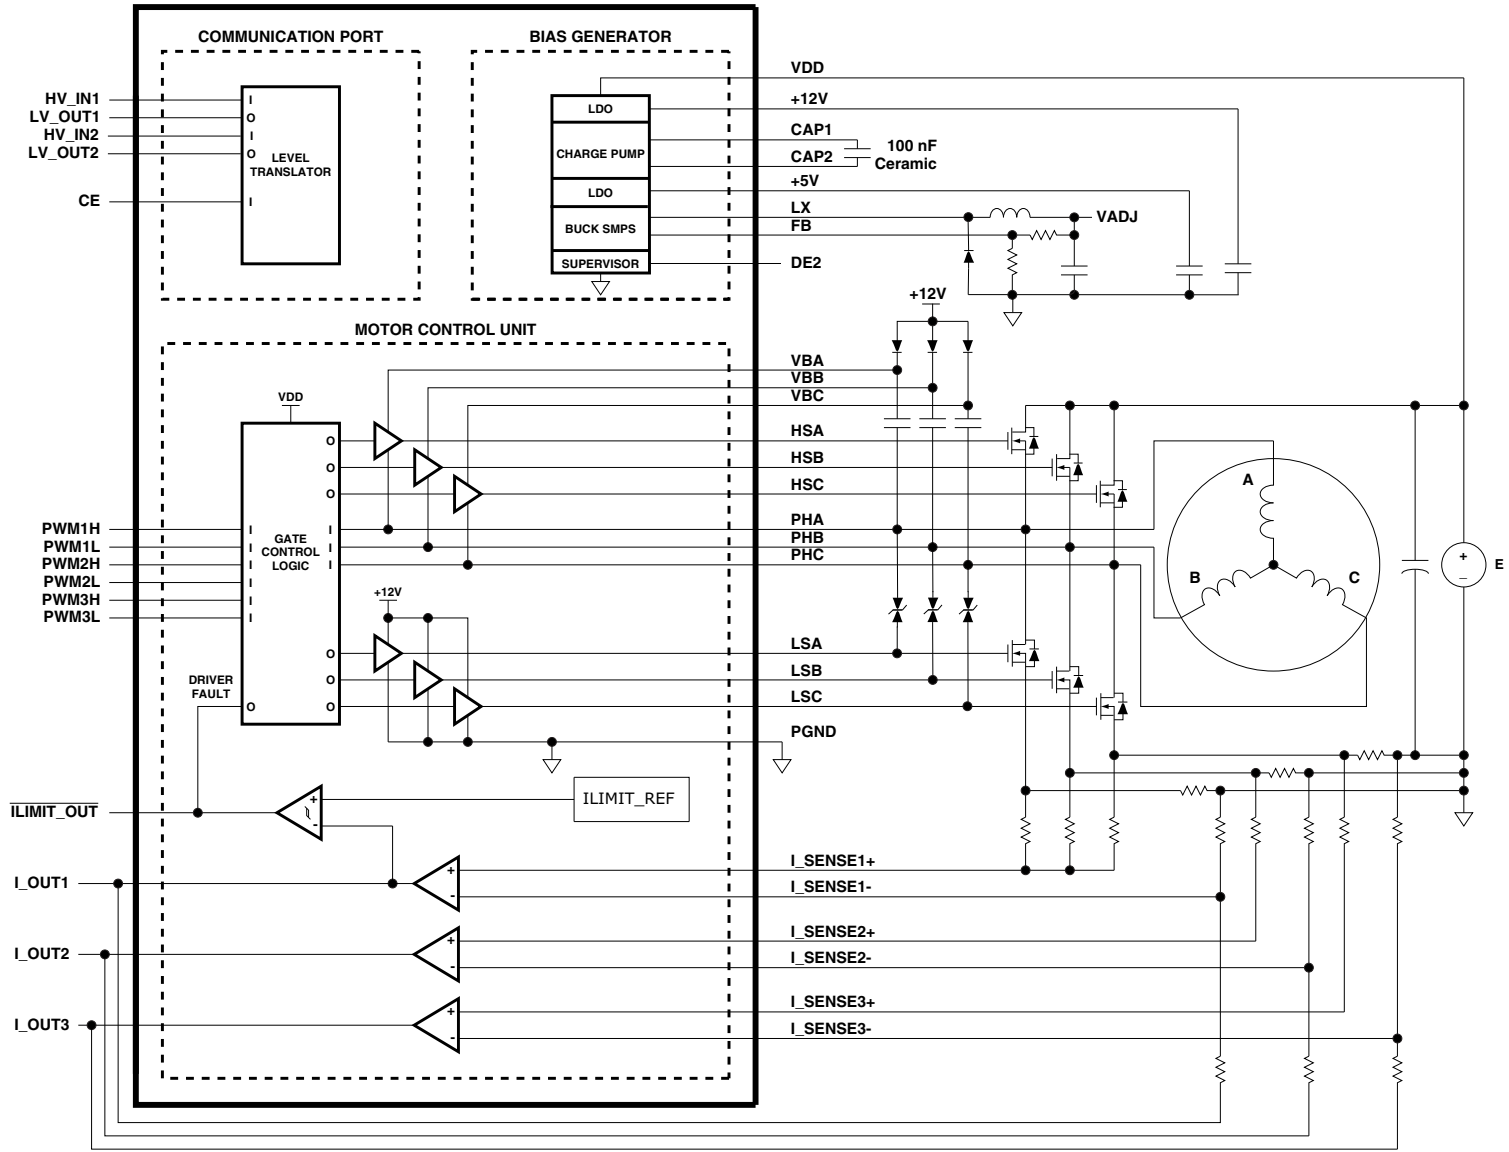 COMMUNICATION PORT
BIAS GENERATOR
HV_IN1
LV_OUT1
HV_IN2
LV_OUT2
CE
I
O
I
O
I
LEVEL
TRANSLATOR
LDO
CHARGE PUMP
LDO
BUCK SMPS
SUPERVISOR
VDD
+12V
CAP1
CAP2
100 nF
Ceramic
+5V
LX
FB
VADJ
DE2
+12V
MOTOR CONTROL UNIT
VBA
VBB
VBC
VDD
HSA
HSB
HSC
PWM1H
PWM1L
PWM2H
PWM2L
PWM3H
PWM3L
I
I
I
I
I
I
GATE
CONTROL
LOGIC
O
O
O
I
I
I
O
O
O
O
PHA
PHB
PHC
+12V
LSA
LSB
LSC
PGND
A
B
C
+
–
E
DRIVER
FAULT
ILIMIT_OUT
+
-
ILIMIT_REF
I_OUT1
+
-
I_SENSE1+
I_SENSE1-
I_OUT2
+
-
I_SENSE2+
I_SENSE2-
I_OUT3
+
-
I_SENSE3+
I_SENSE3-